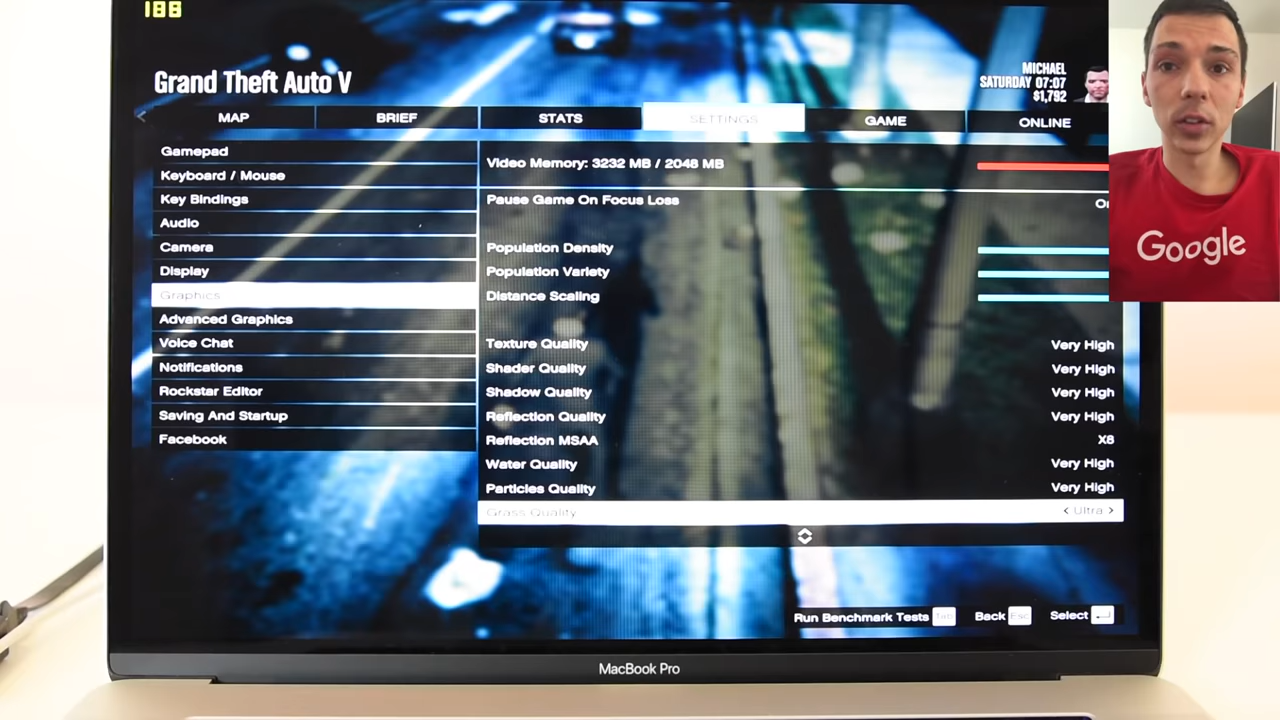 188
Grand Theft Auto V
MICHAEL
SATURDAY 07:07
$1,792
MAP
BRIEF
STATS
SETTINGS
GAME
ONLINE
Gamepad
Keyboard / Mouse
Key Bindings
Audio
Camera
Display
Graphics
Advanced Graphics
Voice Chat
Notifications
Rockstar Editor
Saving And Startup
Facebook
Video Memory: 3232 MB / 2048 MB
Pause Game On Focus Loss
Population Density
Population Variety
Distance Scaling
Texture Quality Very High
Shader Quality Very High
Shadow Quality Very High
Reflection Quality Very High
Reflection MSAA X8
Water Quality Very High
Particles Quality Very High
Grass Quality < Ultra >
Run Benchmark Tests Tab Back Esc Select
MacBook Pro
Google